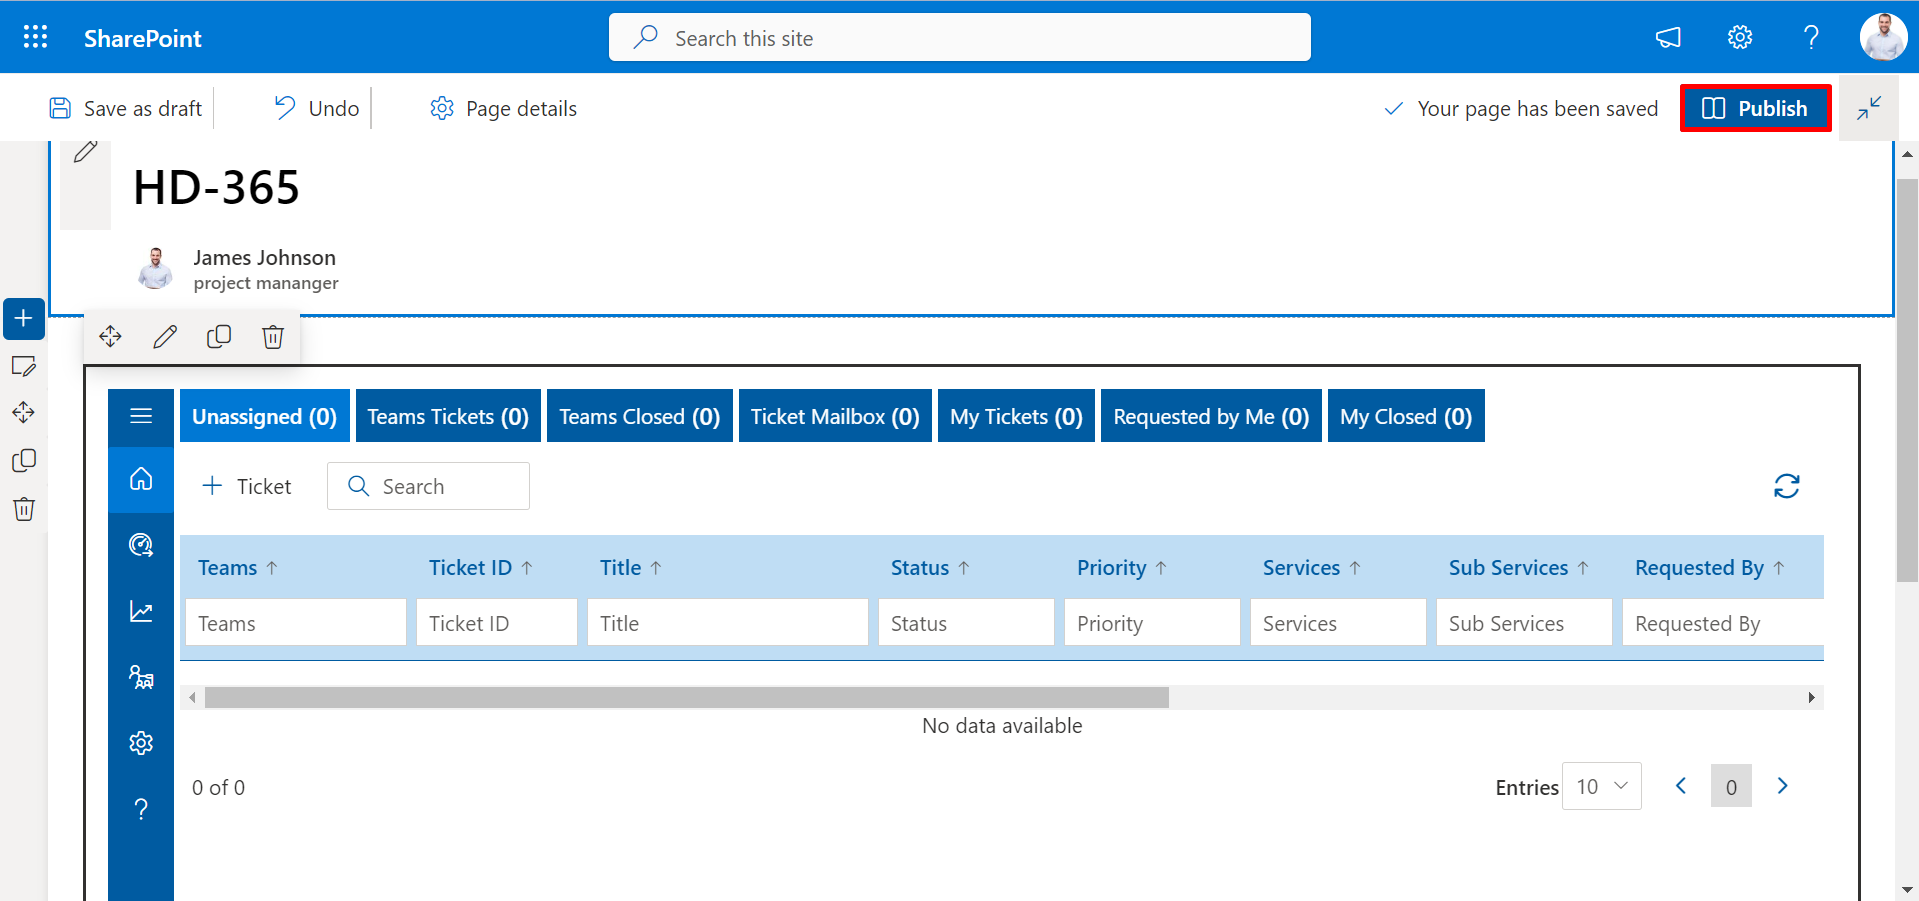 SharePoint
Search this site
Save as draft
Undo
Page details
Your page has been saved
Publish
HD-365
James Johnson
project mananger
Unassigned (0)
Teams Tickets (0)
Teams Closed (0)
Ticket Mailbox (0)
My Tickets (0)
Requested by Me (0)
My Closed (0)
Ticket
Search
Teams
Ticket ID
Title
Status
Priority
Services
Sub Services
Requested By
Teams
Ticket ID
Title
Status
Priority
Services
Sub Services
Requested By
No data available
0 of 0
Entries
10
0